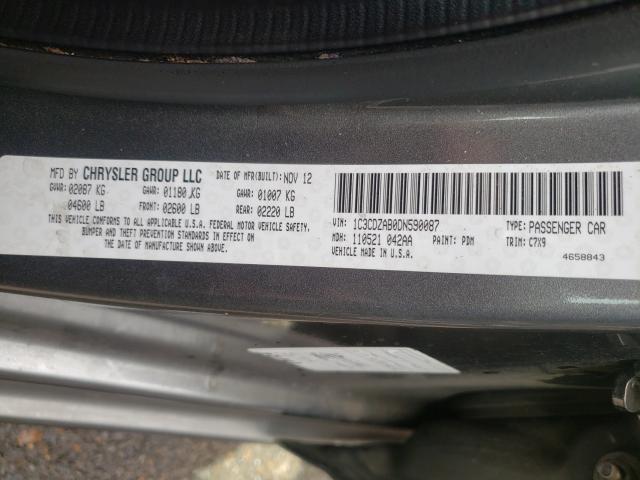 MFD BY CHRYSLER GROUP LLC DATE OF MFR(BUILT): NOV 12
GVWR: 02087 KG GAWR: 01180 KG GAWR: 01007 KG
04600 LB FRONT: 02600 LB REAR: 02220 LB
THIS VEHICLE CONFORMS TO ALL APPLICABLE U.S.A. FEDERAL MOTOR VEHICLE SAFETY,
BUMPER AND THEFT PREVENTION STANDARDS IN EFFECT ON
THE DATE OF MANUFACTURE SHOWN ABOVE.
VIN: 1C3CDZAB0DN590087 TYPE: PASSENGER CAR
MDH: 110521 042AA PAINT: PDM TRIM: C7X9
VEHICLE MADE IN U.S.A.
4658843